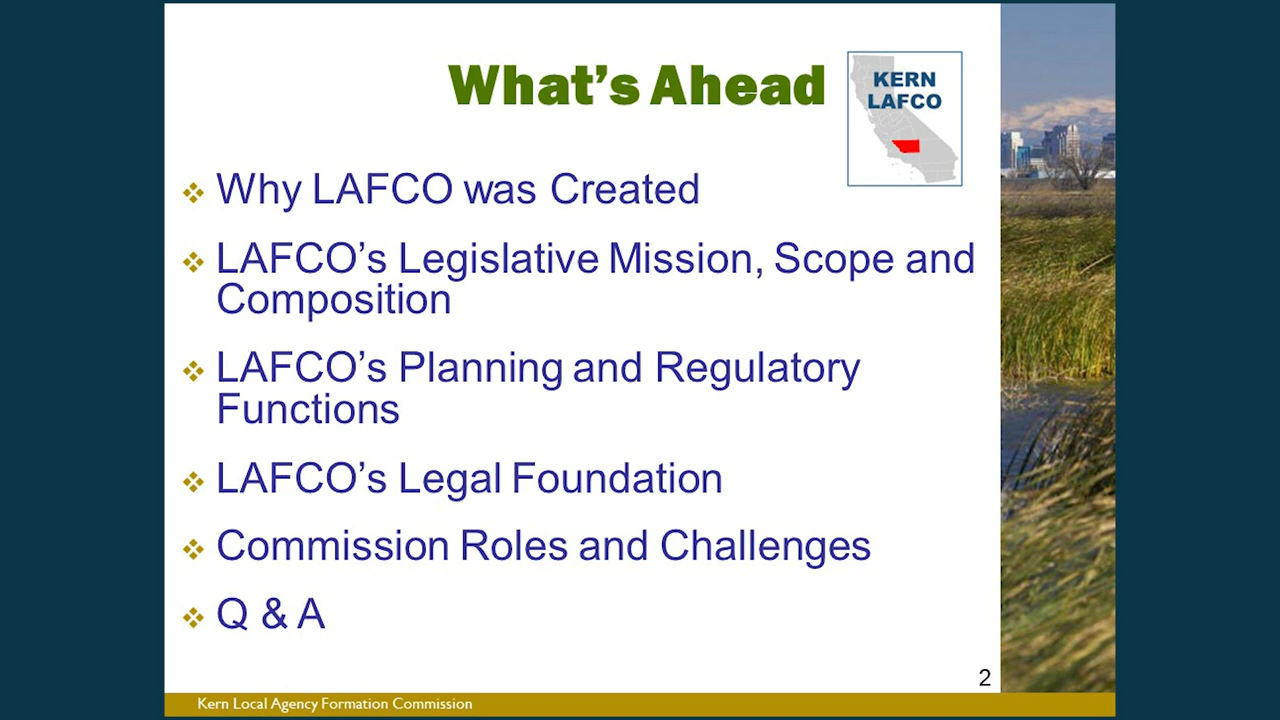 What's Ahead
KERN
LAFCO
❖ Why LAFCO was Created
❖ LAFCO's Legislative Mission, Scope and
Composition
❖ LAFCO's Planning and Regulatory
Functions
❖ LAFCO's Legal Foundation
❖ Commission Roles and Challenges
❖ Q & A
2
Kern Local Agency Formation Commission